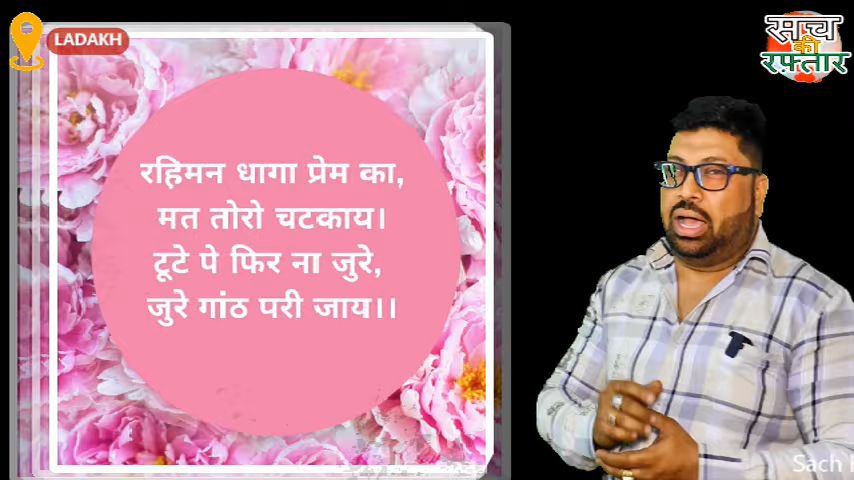 LADAKH
सच
की
रफ़्तार
रहिमन धागा प्रेम का,
मत तोरो चटकाय।
टूटे पे फिर ना जुरे,
जुरे गांठ परी जाय।।
Sach